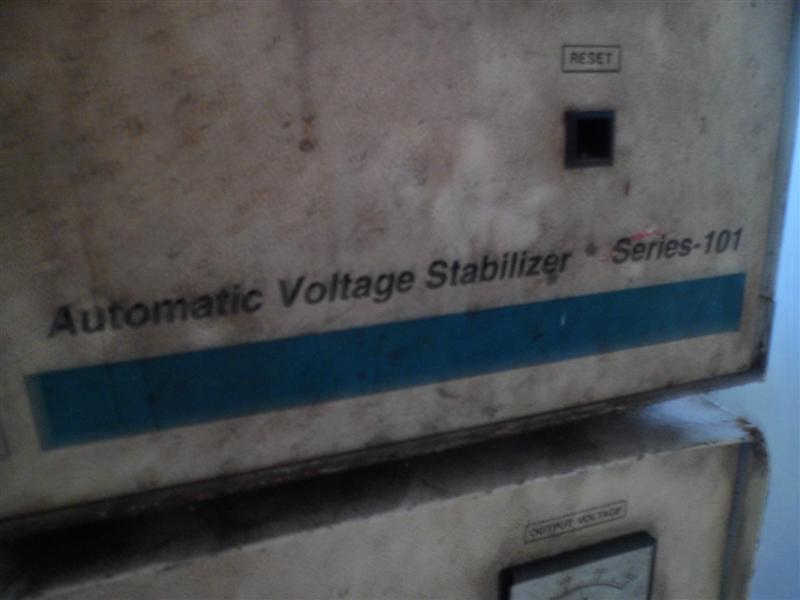 RESET
Automatic Voltage Stabilizer Series-101
OUTPUT VOLTAGE